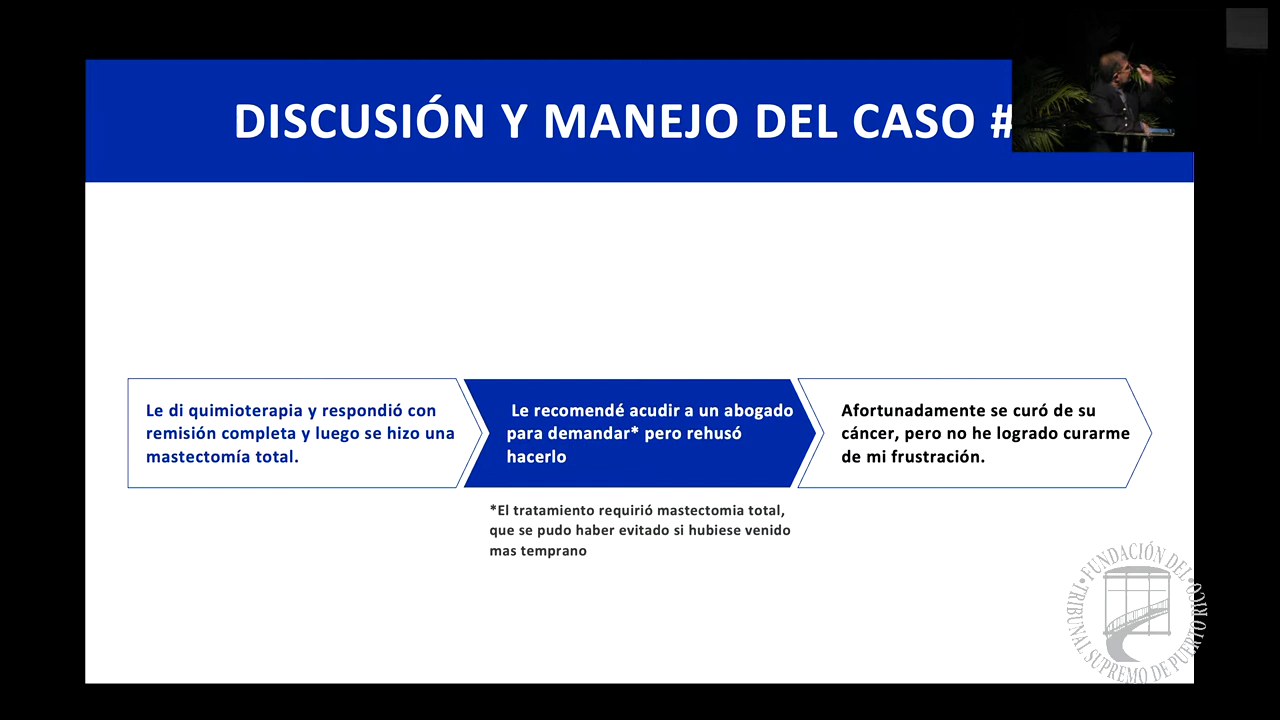 DISCUSIÓN Y MANEJO DEL CASO #
Le di quimioterapia y respondió con
remisión completa y luego se hizo una
mastectomía total.
Le recomendé acudir a un abogado
para demandar* pero rehusó
hacerlo
Afortunadamente se curó de su
cáncer, pero no he logrado curarme
de mi frustración.
*El tratamiento requirió mastectomia total,
que se pudo haber evitado si hubiese venido
mas temprano
FUNDACIÓN DEL
TRIBUNAL SUPREMO DE PUERTO RICO